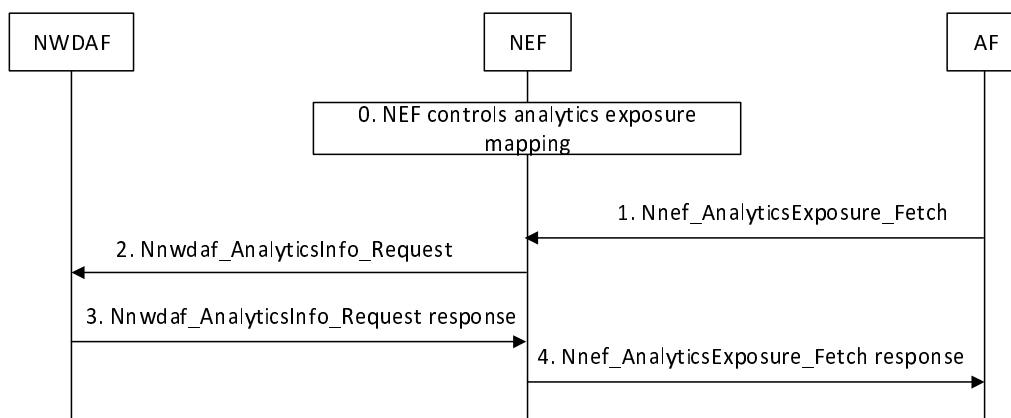 NWDAF
NEF
AF
0. NEF controls analytics exposure
mapping
1. Nnef_AnalyticsExposure_Fetch
2. Nnwdaf_AnalyticsInfo_Request
3. Nnwdaf_AnalyticsInfo_Request response
4. Nnef_AnalyticsExposure_Fetch response